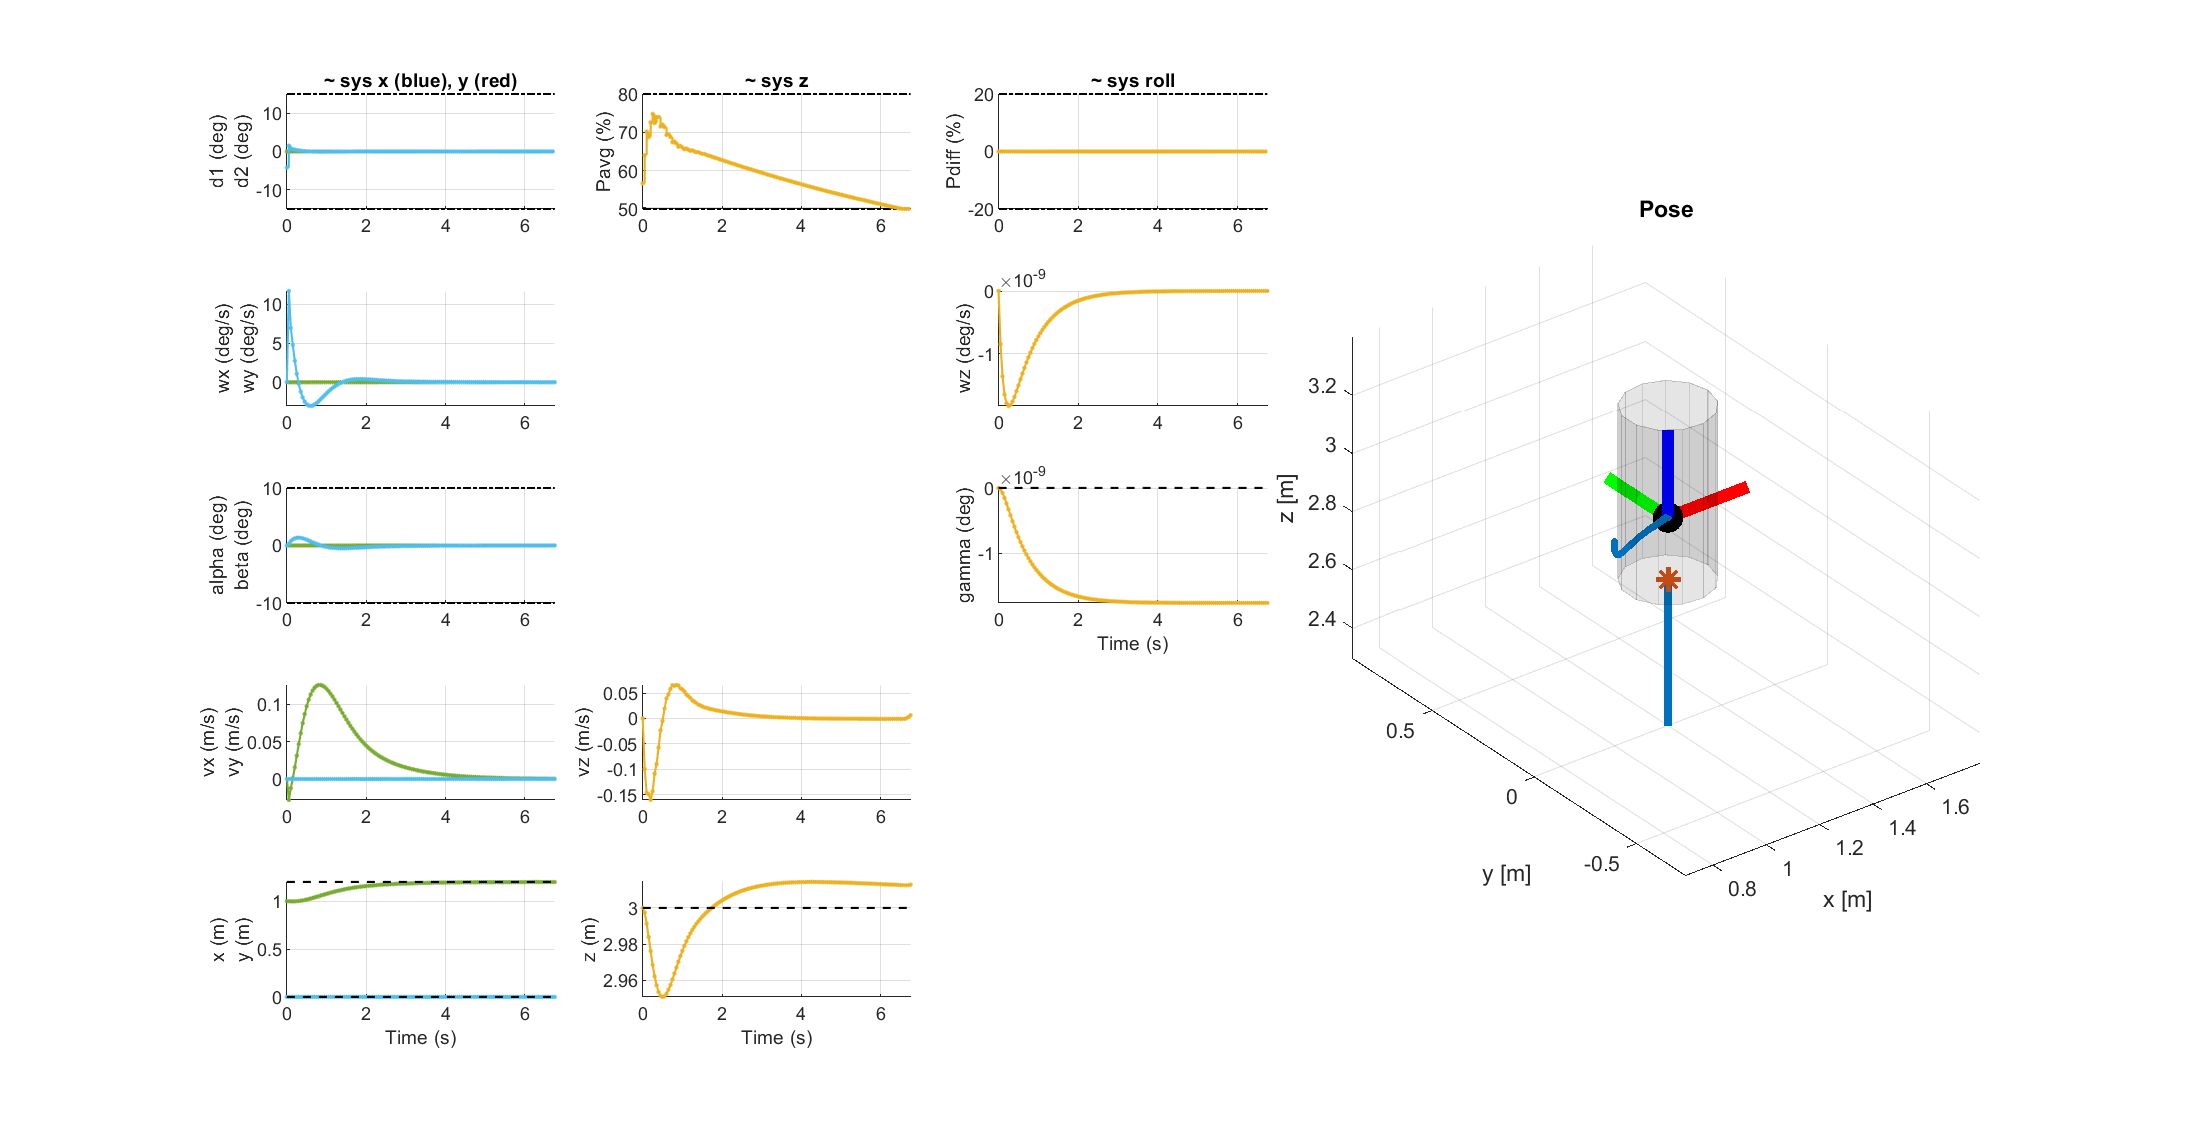 ~ sys x (blue), y (red)
d1 (deg)
d2 (deg)
10
0
-10
0 2 4 6
~ sys z
Pavg (%)
80
70
60
50
0 2 4 6
~ sys roll
Pdiff (%)
20
0
-20
0 2 4 6
wx (deg/s)
wy (deg/s)
10
5
0
0 2 4 6
×10-9
wz (deg/s)
0
-1
0 2 4 6
alpha (deg)
beta (deg)
10
0
-10
0 2 4 6
×10-9
gamma (deg)
0
-1
0 2 4 6
Time (s)
vx (m/s)
vy (m/s)
0.1
0.05
0
0 2 4 6
vz (m/s)
0.05
0
-0.05
-0.1
-0.15
0 2 4 6
x (m)
y (m)
1
0.5
0
0 2 4 6
Time (s)
z (m)
3
2.98
2.96
0 2 4 6
Time (s)
Pose
z [m]
3.2
3
2.8
2.6
2.4
0.5
0
-0.5
y [m]
0.8
1
1.2
1.4
1.6
x [m]